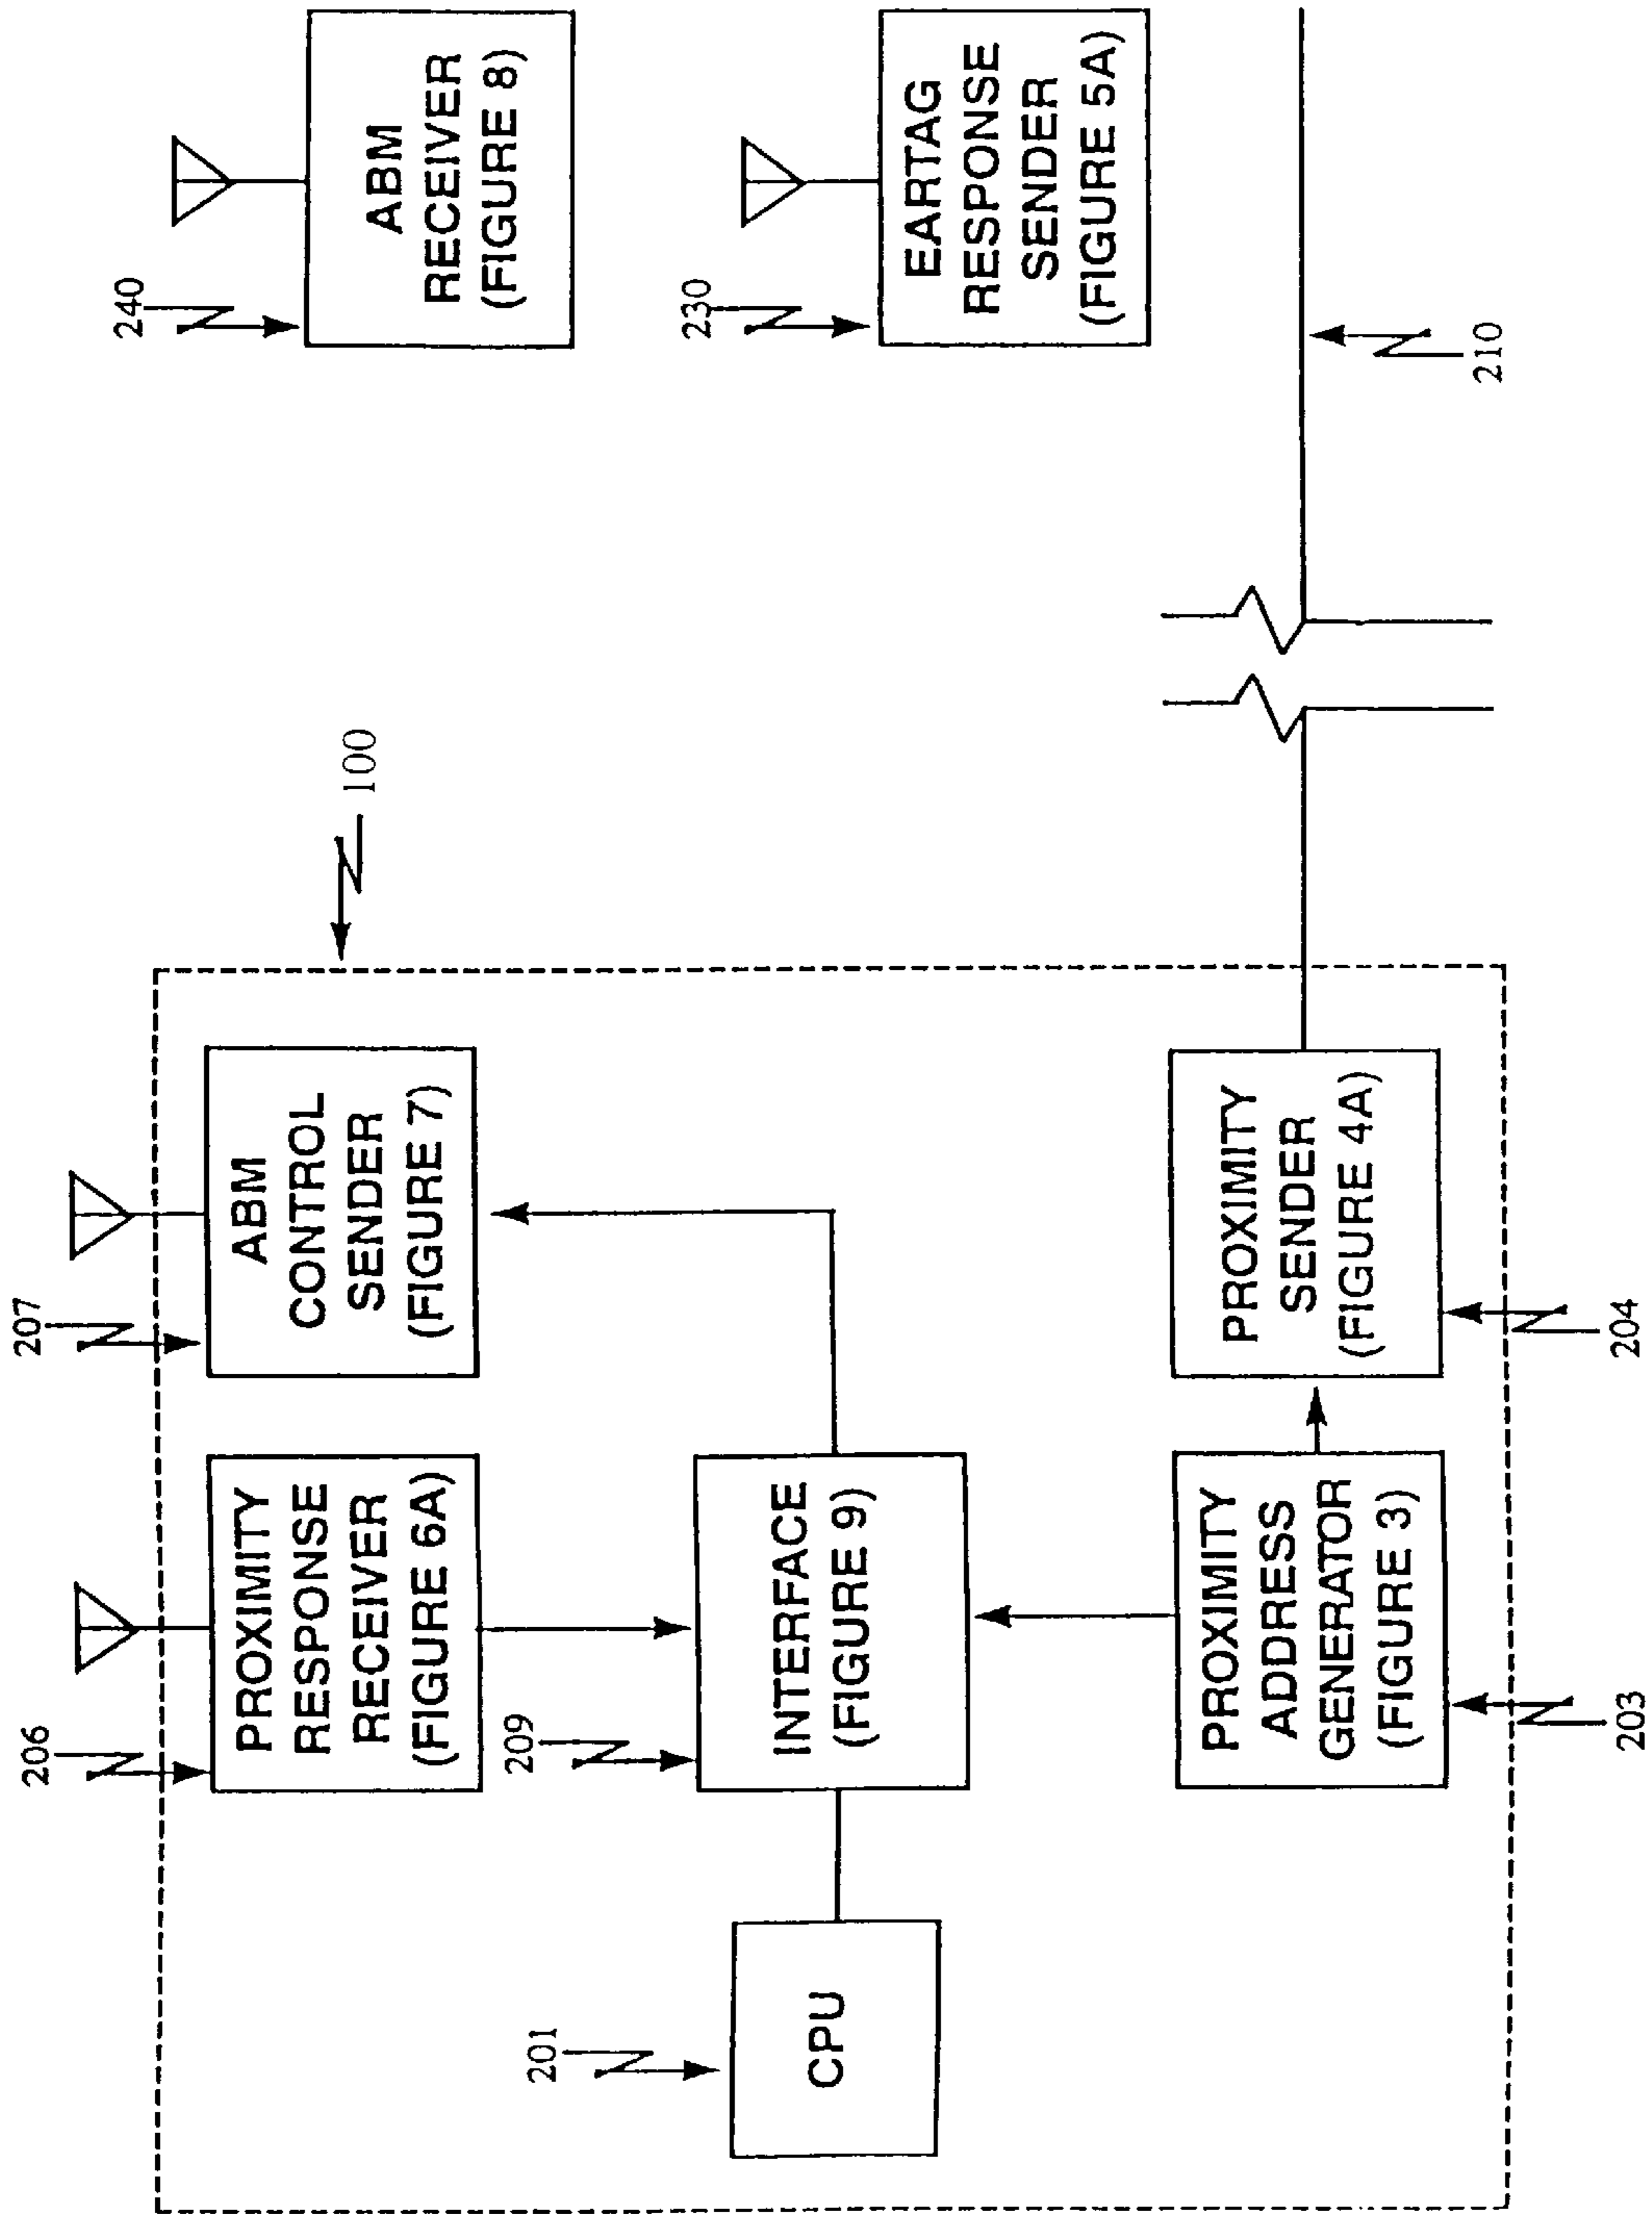 206
PROXIMITY
RESPONSE
RECEIVER
(FIGURE 6A)
207
ABM
CONTROL
SENDER
(FIGURE 7)
100
240
ABM
RECEIVER
(FIGURE 8)
201
CPU
209
INTERFACE
(FIGURE 9)
230
EARTAG
RESPONSE
SENDER
(FIGURE 5A)
PROXIMITY
ADDRESS
GENERATOR
(FIGURE 3)
203
PROXIMITY
SENDER
(FIGURE 4A)
204
210